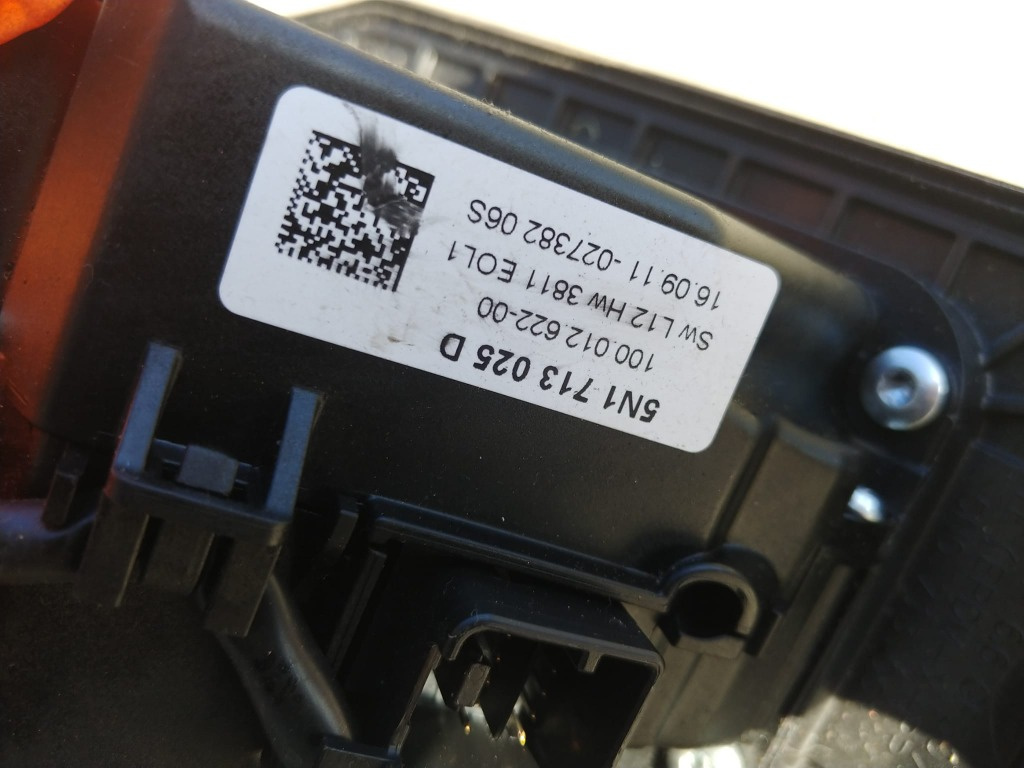 5N1 713 025 D
100.012.622-00
Sw L12 Hw 3811 EOL1
16.09.11 -027382 06S